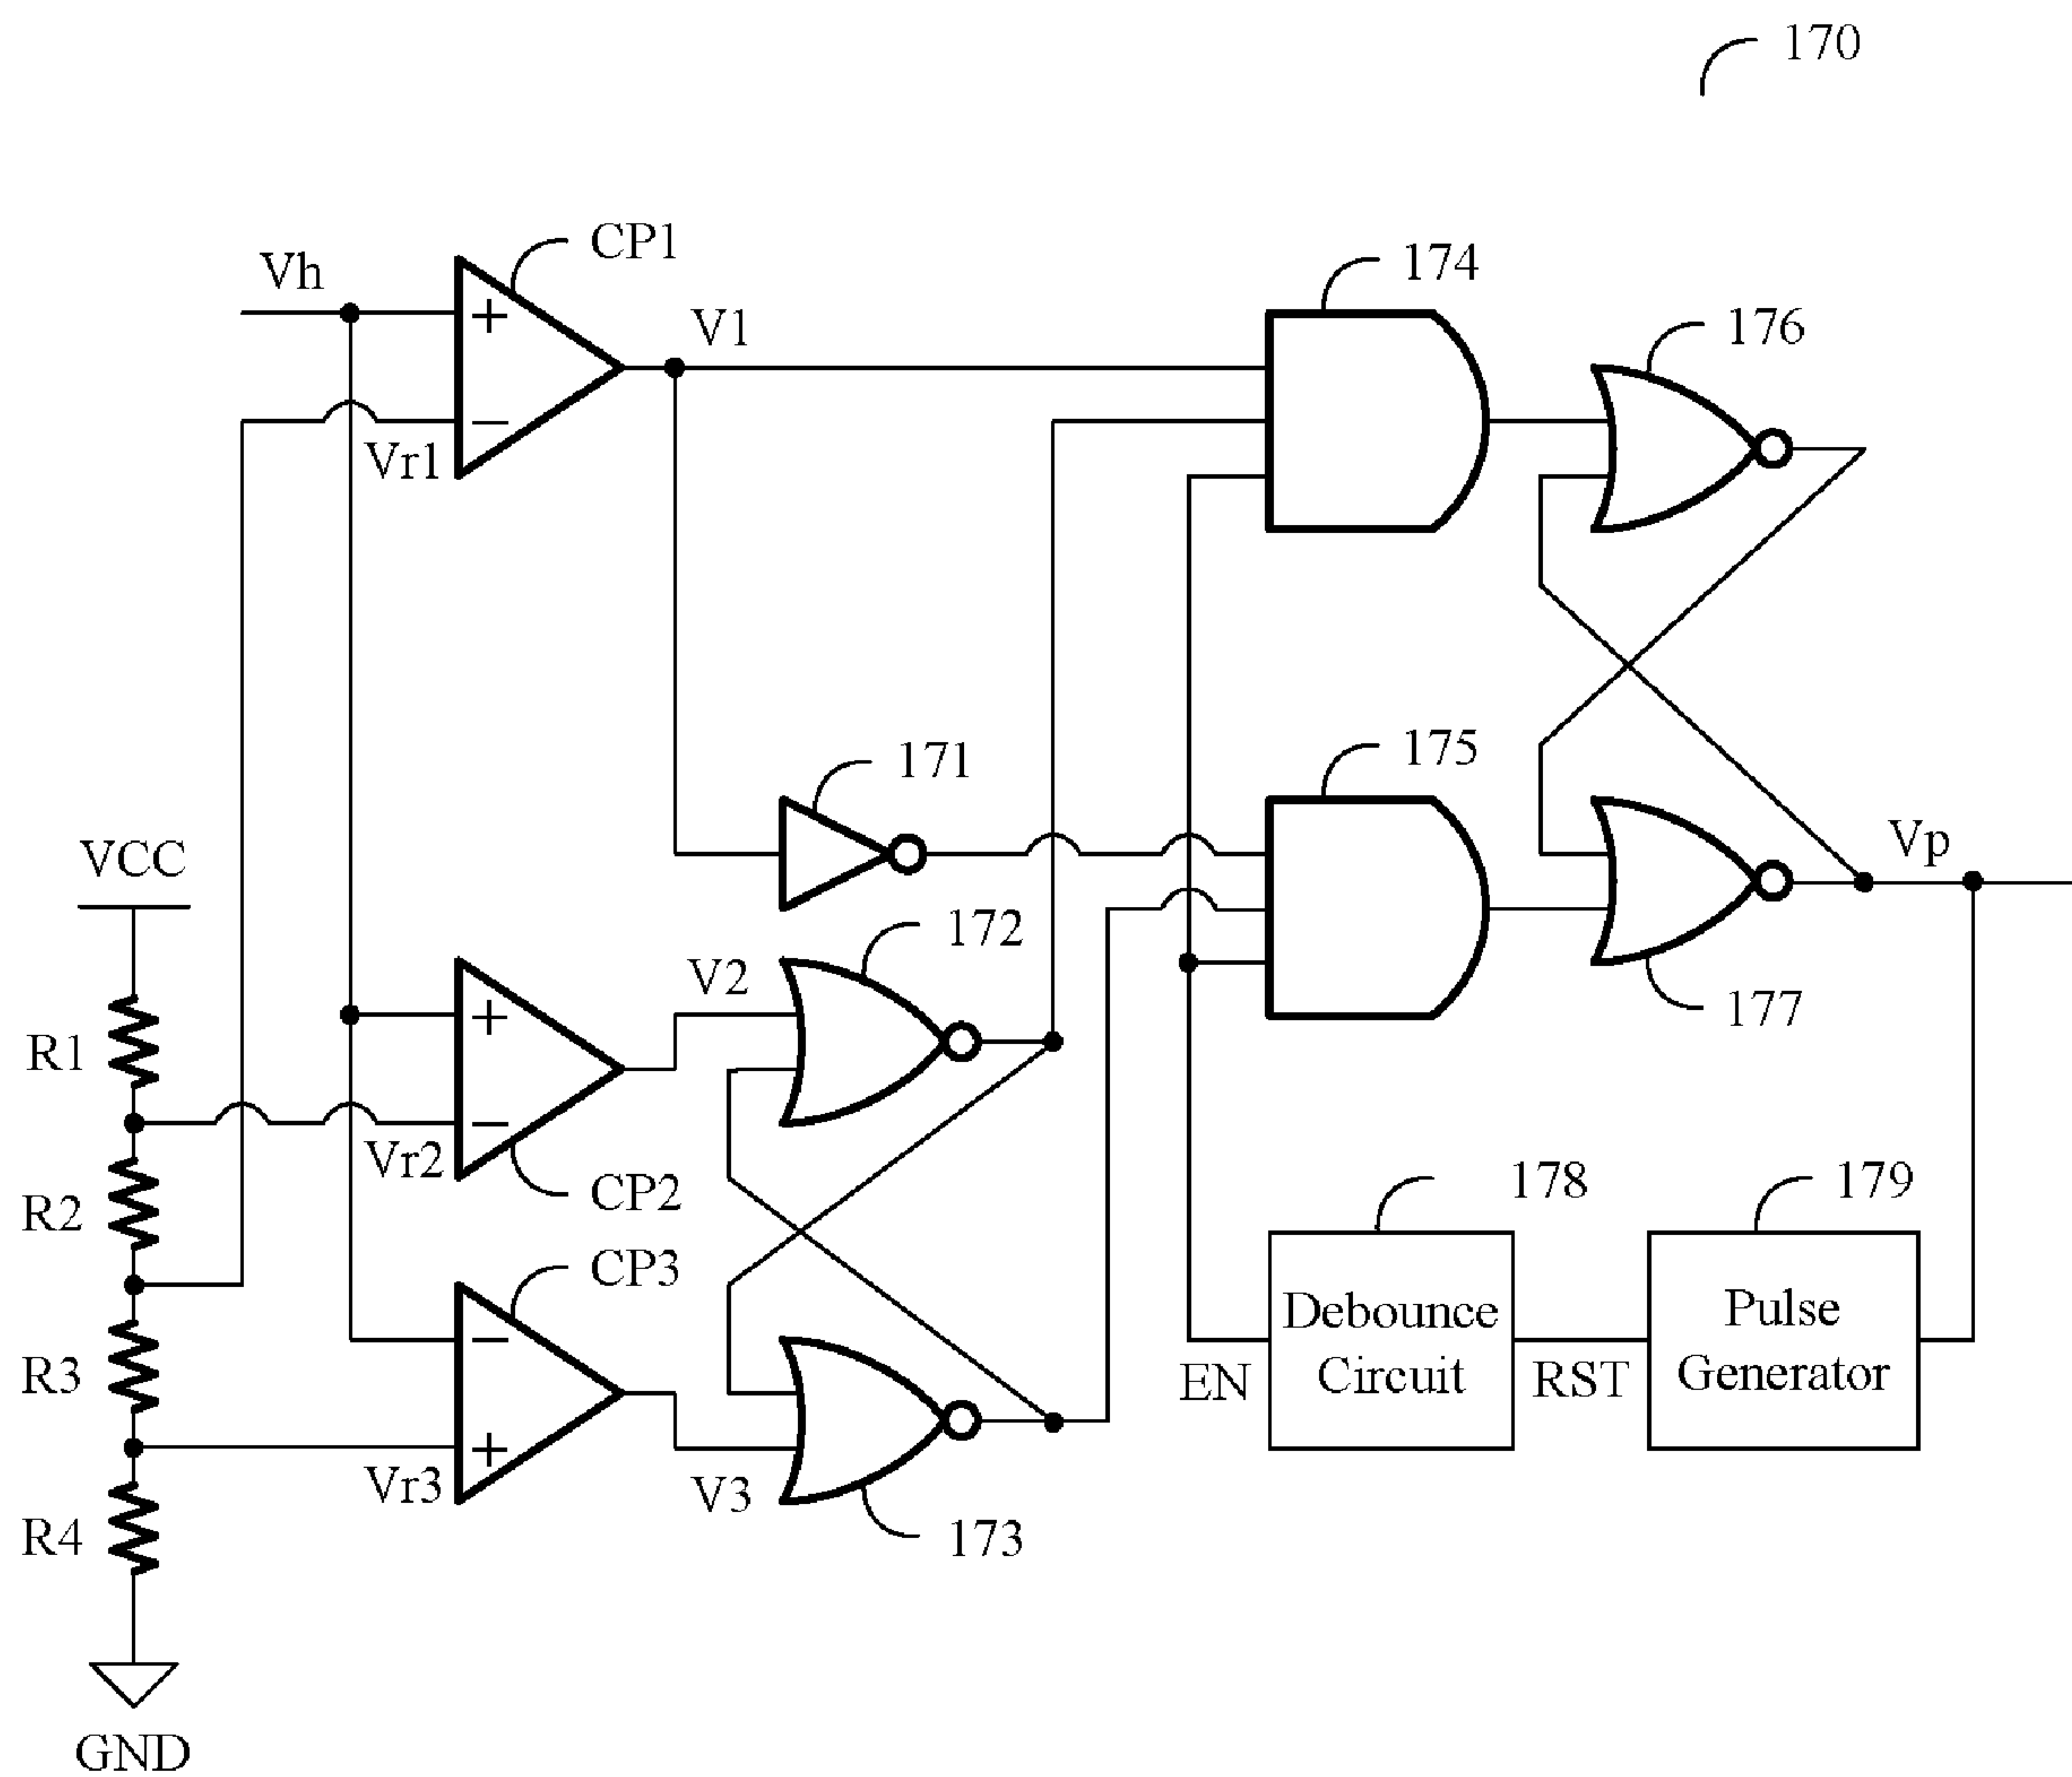 170
CP1
Vh
174
V1
176
+
−
Vr1
171
175
VCC
Vp
172
V2
177
+
R1
−
Vr2
178
179
CP2
R2
CP3
Debounce
Circuit
Pulse
Generator
−
R3
EN
RST
+
Vr3
V3
R4
173
GND